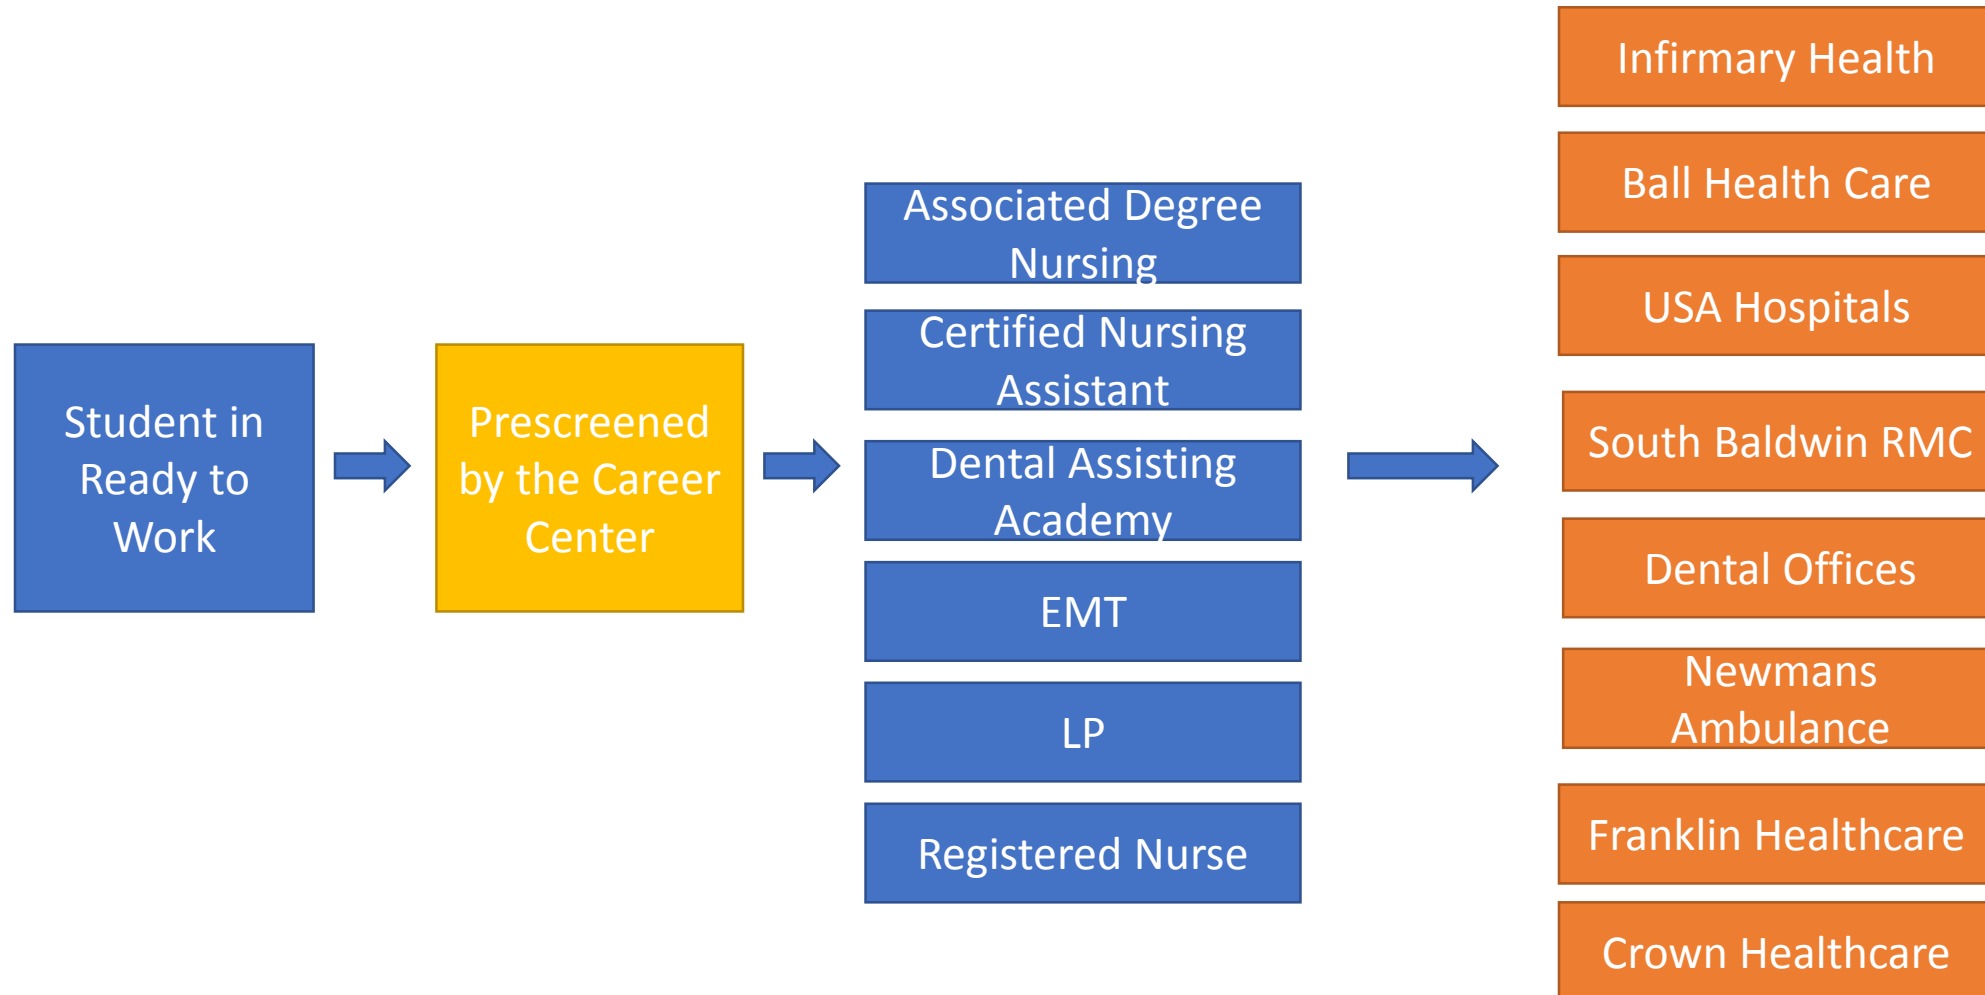 Student in
Ready to
Work
Prescreened
by the Career
Center
Associated Degree
Nursing
Certified Nursing
Assistant
Dental Assisting
Academy
EMT
LP
Registered Nurse
Infirmary Health
Ball Health Care
USA Hospitals
South Baldwin RMC
Dental Offices
Newmans
Ambulance
Franklin Healthcare
Crown Healthcare